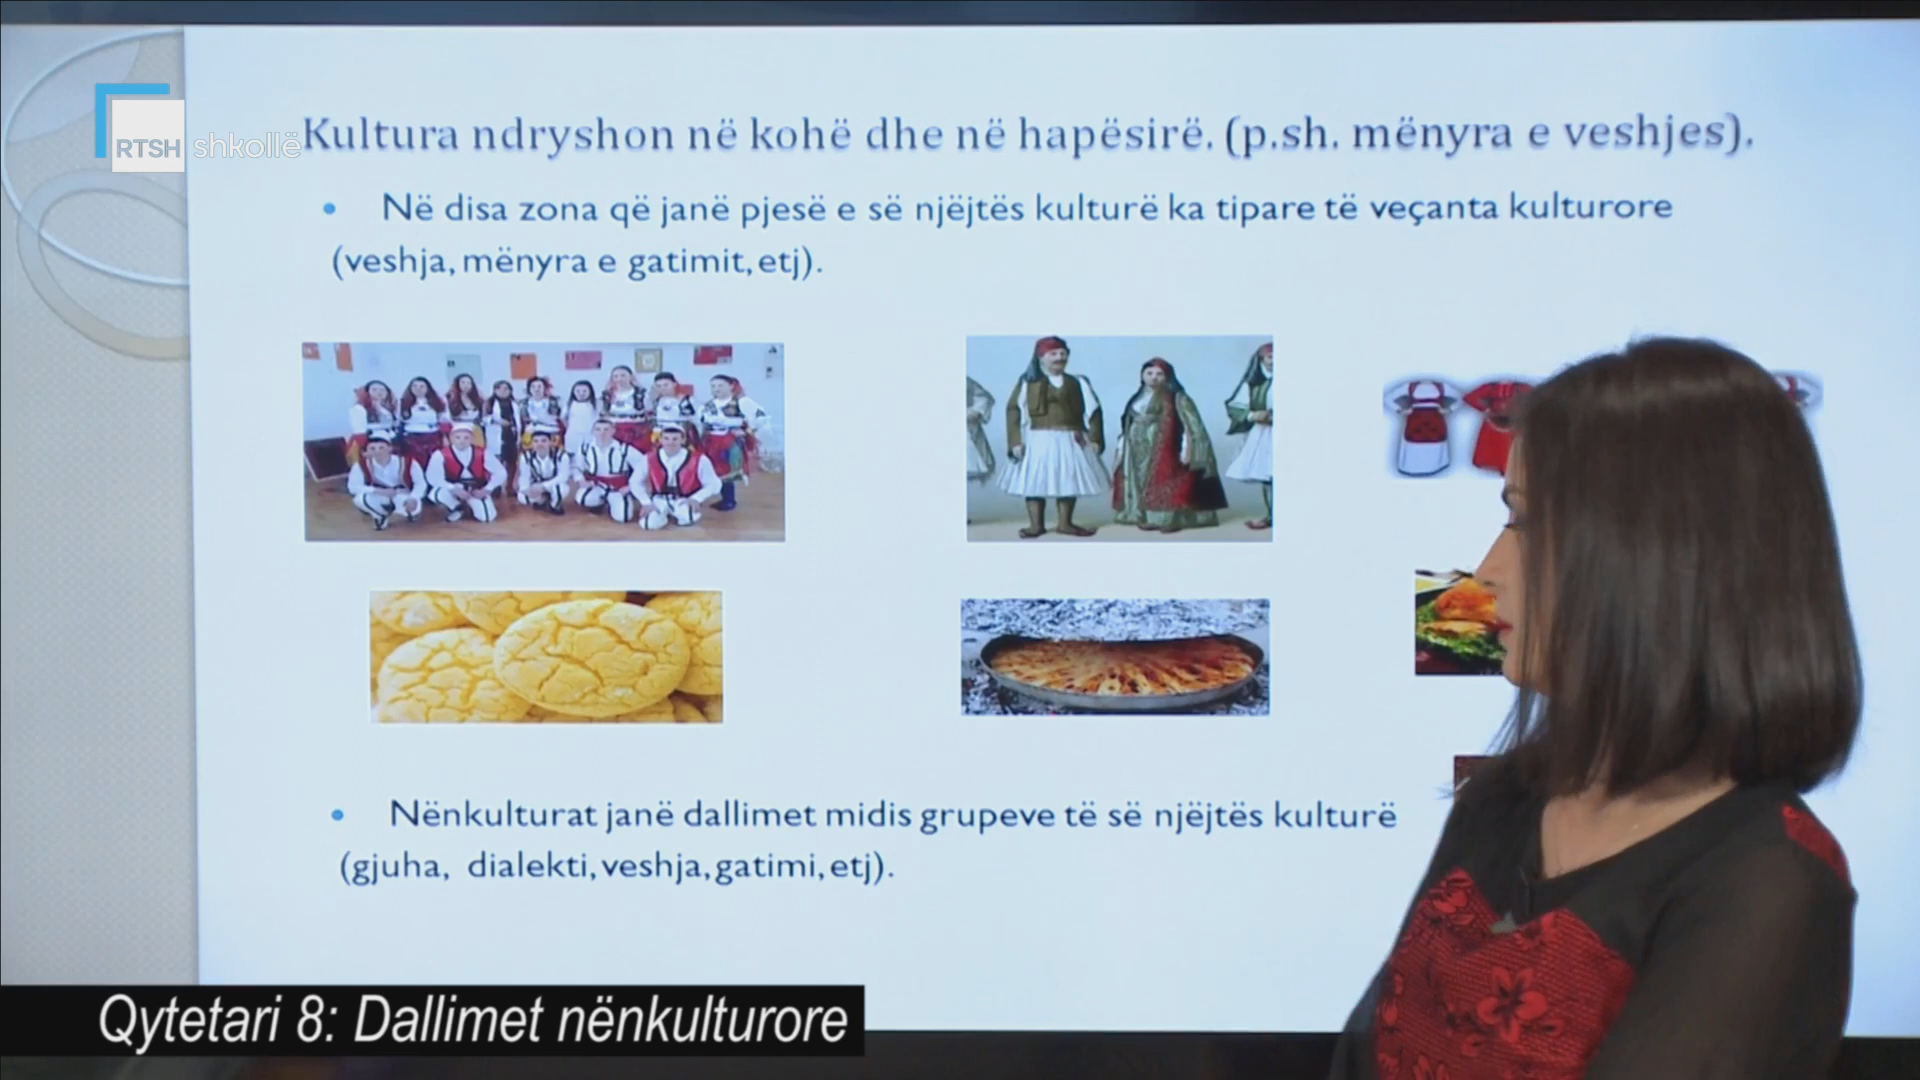 RTSH shkollë
Kultura ndryshon në kohë dhe në hapësirë. (p.sh. mënyra e veshjes).
• Në disa zona që janë pjesë e së njëjtës kulturë ka tipare të veçanta kulturore
(veshja, mënyra e gatimit, etj).
• Nënkulturat janë dallimet midis grupeve të së njëjtës kulturë
(gjuha, dialekti, veshja, gatimi, etj).
Qytetari 8: Dallimet nënkulturore